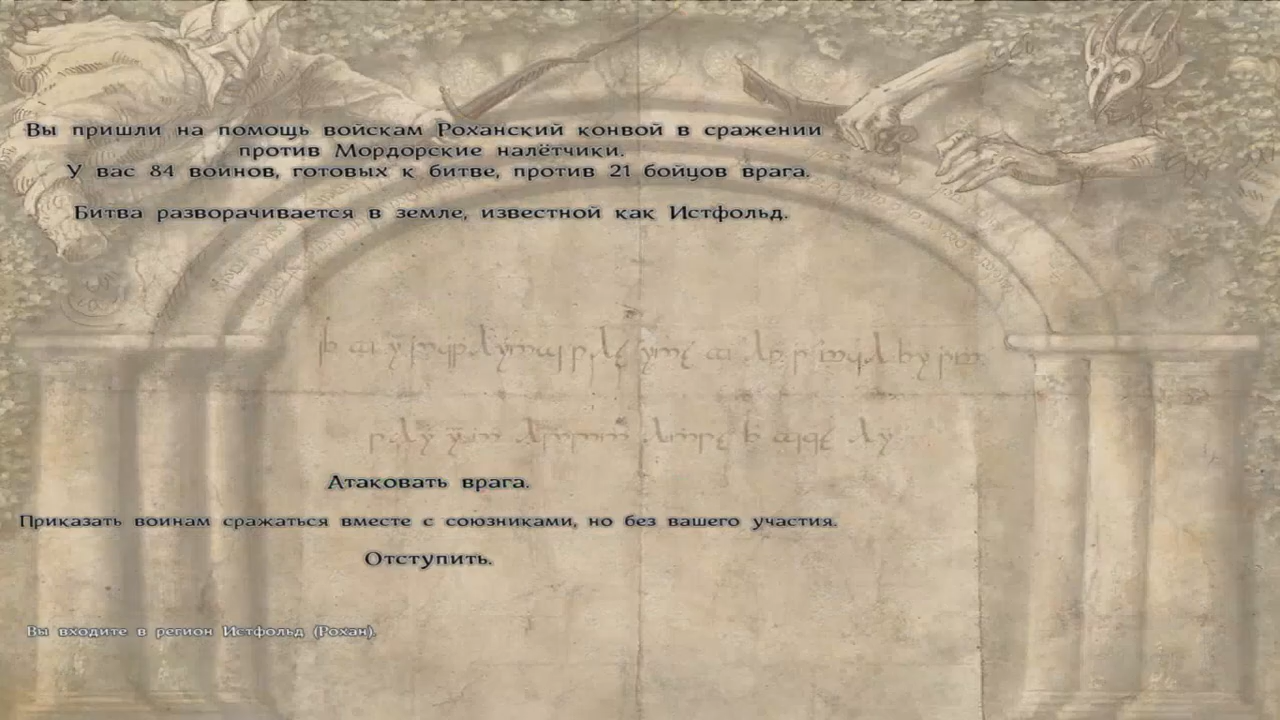 Вы пришли на помощь войскам Роханский конвой в сражении
против Мордорские налётчики.
У вас 84 воинов, готовых к битве, против 21 бойцов врага.
Битва разворачивается в земле, известной как Истфольд.
Атаковать врага.
Приказать воинам сражаться вместе с союзниками, но без вашего участия.
Отступить.
Вы входите в регион Истфольд (Рохан).